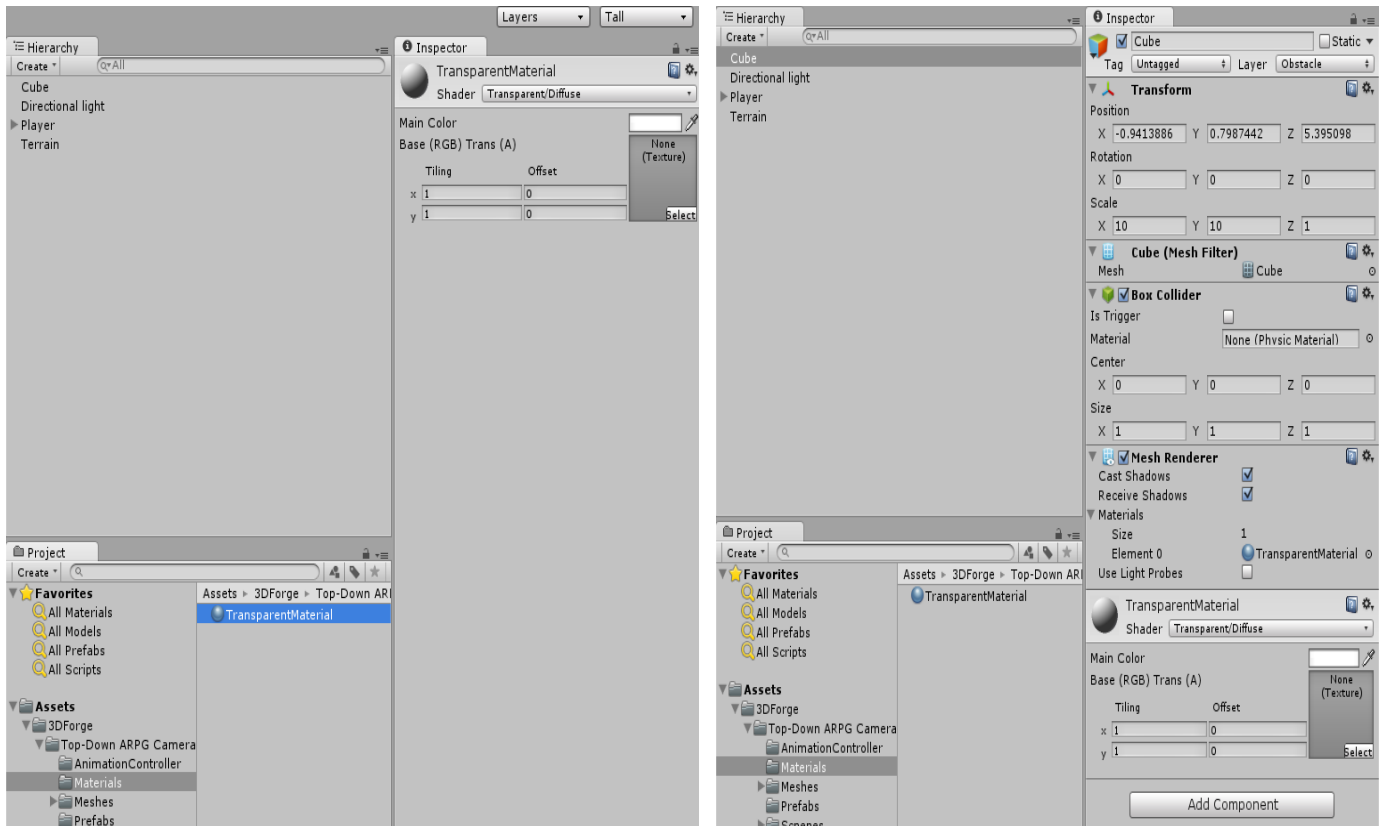 Layers
Tall
Hierarchy
Create
All
Cube
Directional light
Player
Terrain
Inspector
TransparentMaterial
Shader Transparent/Diffuse
Main Color
Base (RGB) Trans (A)
None
(Texture)
Tiling Offset
x 1 0
y 1 0
Select
Project
Create
Favorites
All Materials
All Models
All Prefabs
All Scripts
Assets
3DForge
Top-Down ARPG Camera
AnimationController
Materials
Meshes
Prefabs
Assets 3DForge Top-Down ARI
TransparentMaterial
Hierarchy
Create
All
Cube
Directional light
Player
Terrain
Project
Create
Favorites
All Materials
All Models
All Prefabs
All Scripts
Assets
3DForge
Top-Down ARPG Camera
AnimationController
Materials
Meshes
Prefabs
Scpenes
Assets 3DForge Top-Down ARI
TransparentMaterial
Inspector
Cube Static
Tag Untagged Layer Obstacle
Transform
Position
X -0.9413886 Y 0.7987442 Z 5.395098
Rotation
X 0 Y 0 Z 0
Scale
X 10 Y 10 Z 1
Cube (Mesh Filter)
Mesh Cube
Box Collider
Is Trigger
Material None (Physic Material)
Center
X 0 Y 0 Z 0
Size
X 1 Y 1 Z 1
Mesh Renderer
Cast Shadows
Receive Shadows
Materials
Size 1
Element 0 TransparentMaterial
Use Light Probes
TransparentMaterial
Shader Transparent/Diffuse
Main Color
Base (RGB) Trans (A)
None
(Texture)
Tiling Offset
x 1 0
y 1 0
Select
Add Component